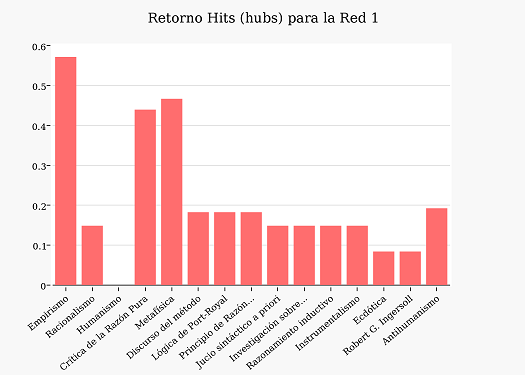 Retorno Hits (hubs) para la Red 1
0.6
0.5
0.4
0.3
0.2
0.1
0
Empirismo
Racionalismo
Humanismo
Crítica de la Razón Pura
Metafísica
Discurso del método
Lógica de Port-Royal
Principio de Razón...
Jucio sintáctico a priori
Investigación sobre...
Razonamiento inductivo
Instrumentalismo
Ecdótica
Robert G. Ingersoll
Antihumanismo